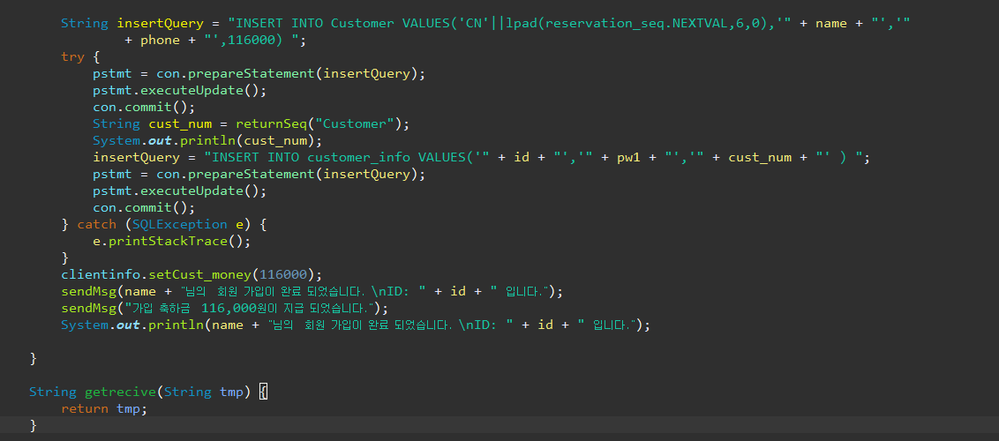 String insertQuery = "INSERT INTO Customer VALUES('CN'||lpad(reservation_seq.NEXTVAL,6,0),'" + name + "','"
+ phone + "',116000) ";
try {
pstmt = con.prepareStatement(insertQuery);
pstmt.executeUpdate();
con.commit();
String cust_num = returnSeq("Customer");
System.out.println(cust_num);
insertQuery = "INSERT INTO customer_info VALUES('" + id + "','" + pw1 + "','" + cust_num + "' ) ";
pstmt = con.prepareStatement(insertQuery);
pstmt.executeUpdate();
con.commit();
} catch (SQLException e) {
e.printStackTrace();
}
clientinfo.setCust_money(116000);
sendMsg(name + "님의 회원 가입이 완료 되었습니다. \nID: " + id + " 입니다.");
sendMsg("가입 축하금 116,000원이 지급 되었습니다.");
System.out.println(name + "님의 회원 가입이 완료 되었습니다. \nID: " + id + " 입니다.");
}
String getrecive(String tmp) {
return tmp;
}